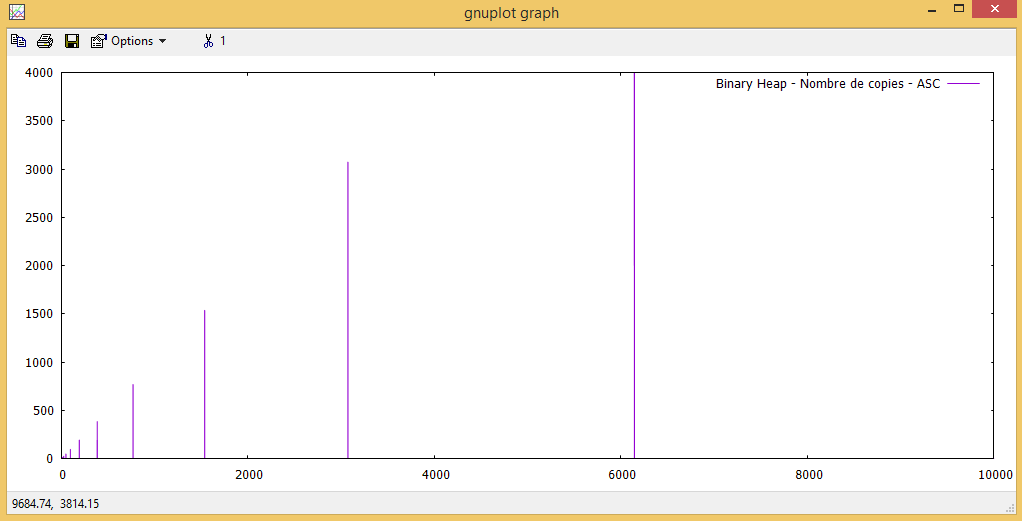 gnuplot graph
Options 1
Binary Heap - Nombre de copies - ASC
4000
3500
3000
2500
2000
1500
1000
500
0
0 2000 4000 6000 8000 10000
9684.74, 3814.15